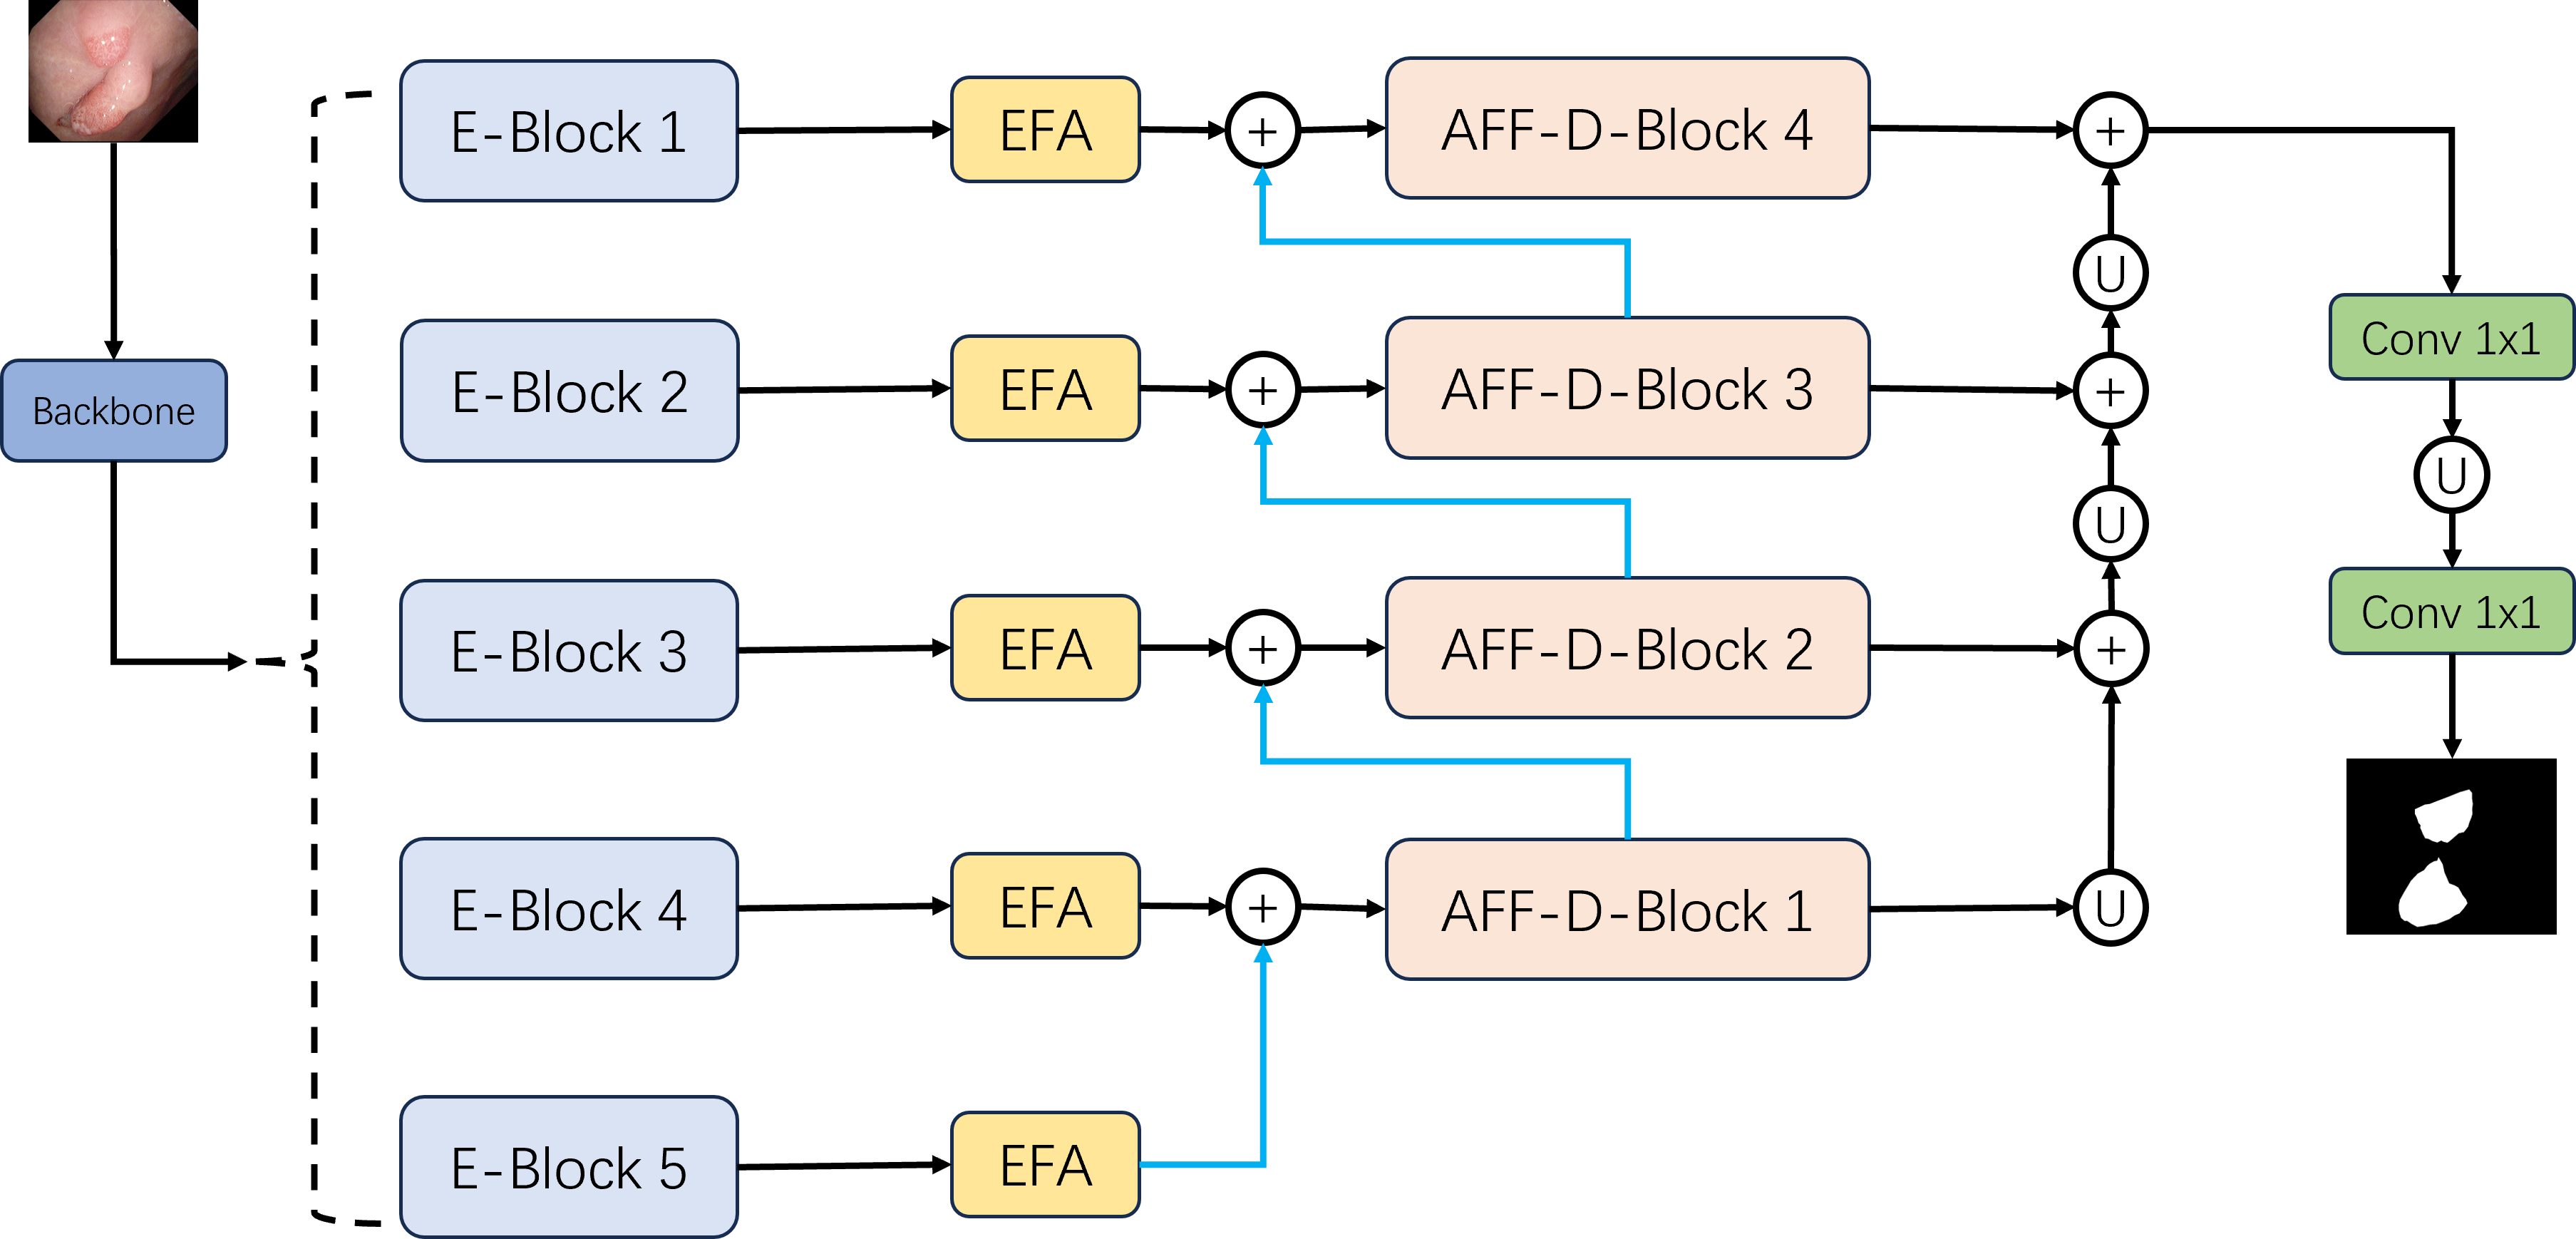 E-Block 1
EFA
+
AFF-D-Block 4
+
U
Backbone
E-Block 2
EFA
+
AFF-D-Block 3
+
Conv 1x1
U
U
E-Block 3
EFA
+
AFF-D-Block 2
+
Conv 1x1
E-Block 4
EFA
+
AFF-D-Block 1
U
E-Block 5
EFA